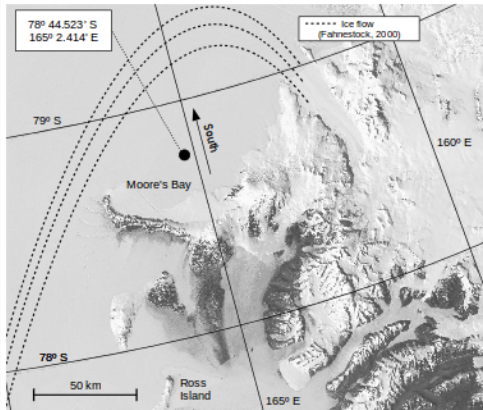 78º 44.523' S
165º 2.414' E
Ice flow
(Fahnestock, 2000)
79º S
South
160º E
Moore's Bay
78º S
50 km
Ross
Island
165º E